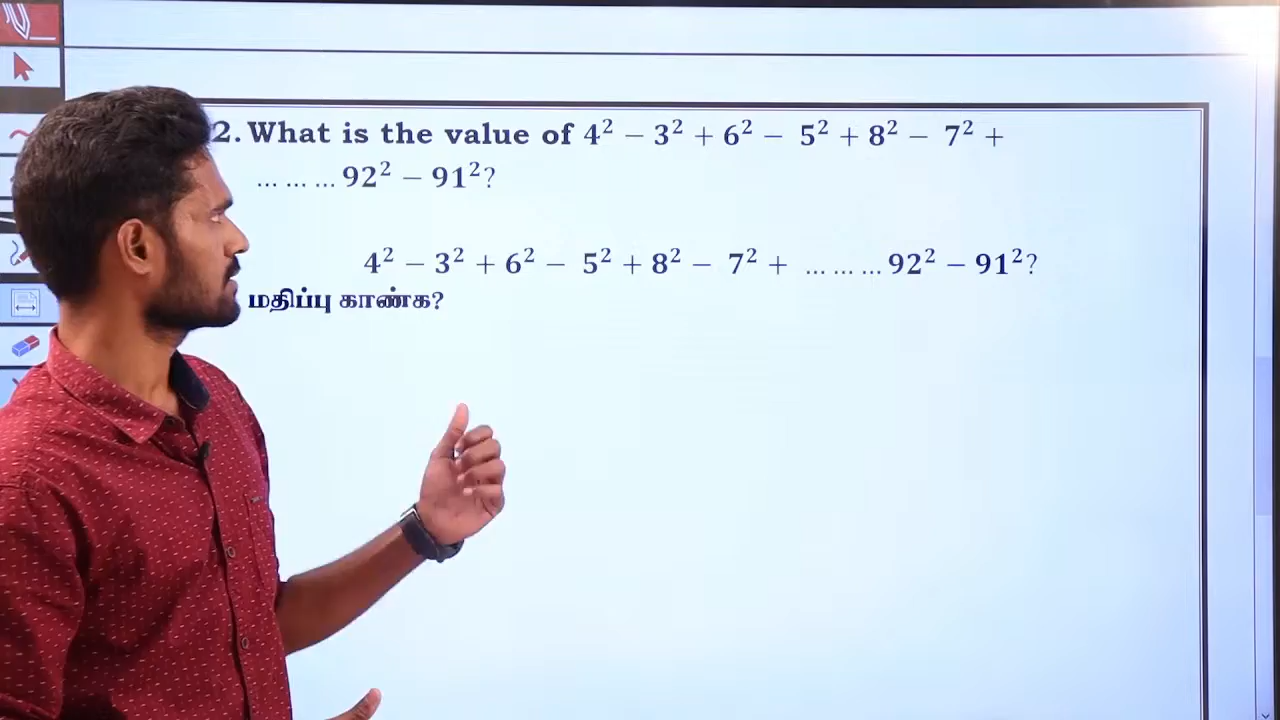 2. What is the value of 4² − 3² + 6² − 5² + 8² − 7² +
... ... ... 92² − 91²?
4² − 3² + 6² − 5² + 8² − 7² + ... ... ... 92² − 91²?
மதிப்பு காண்க?